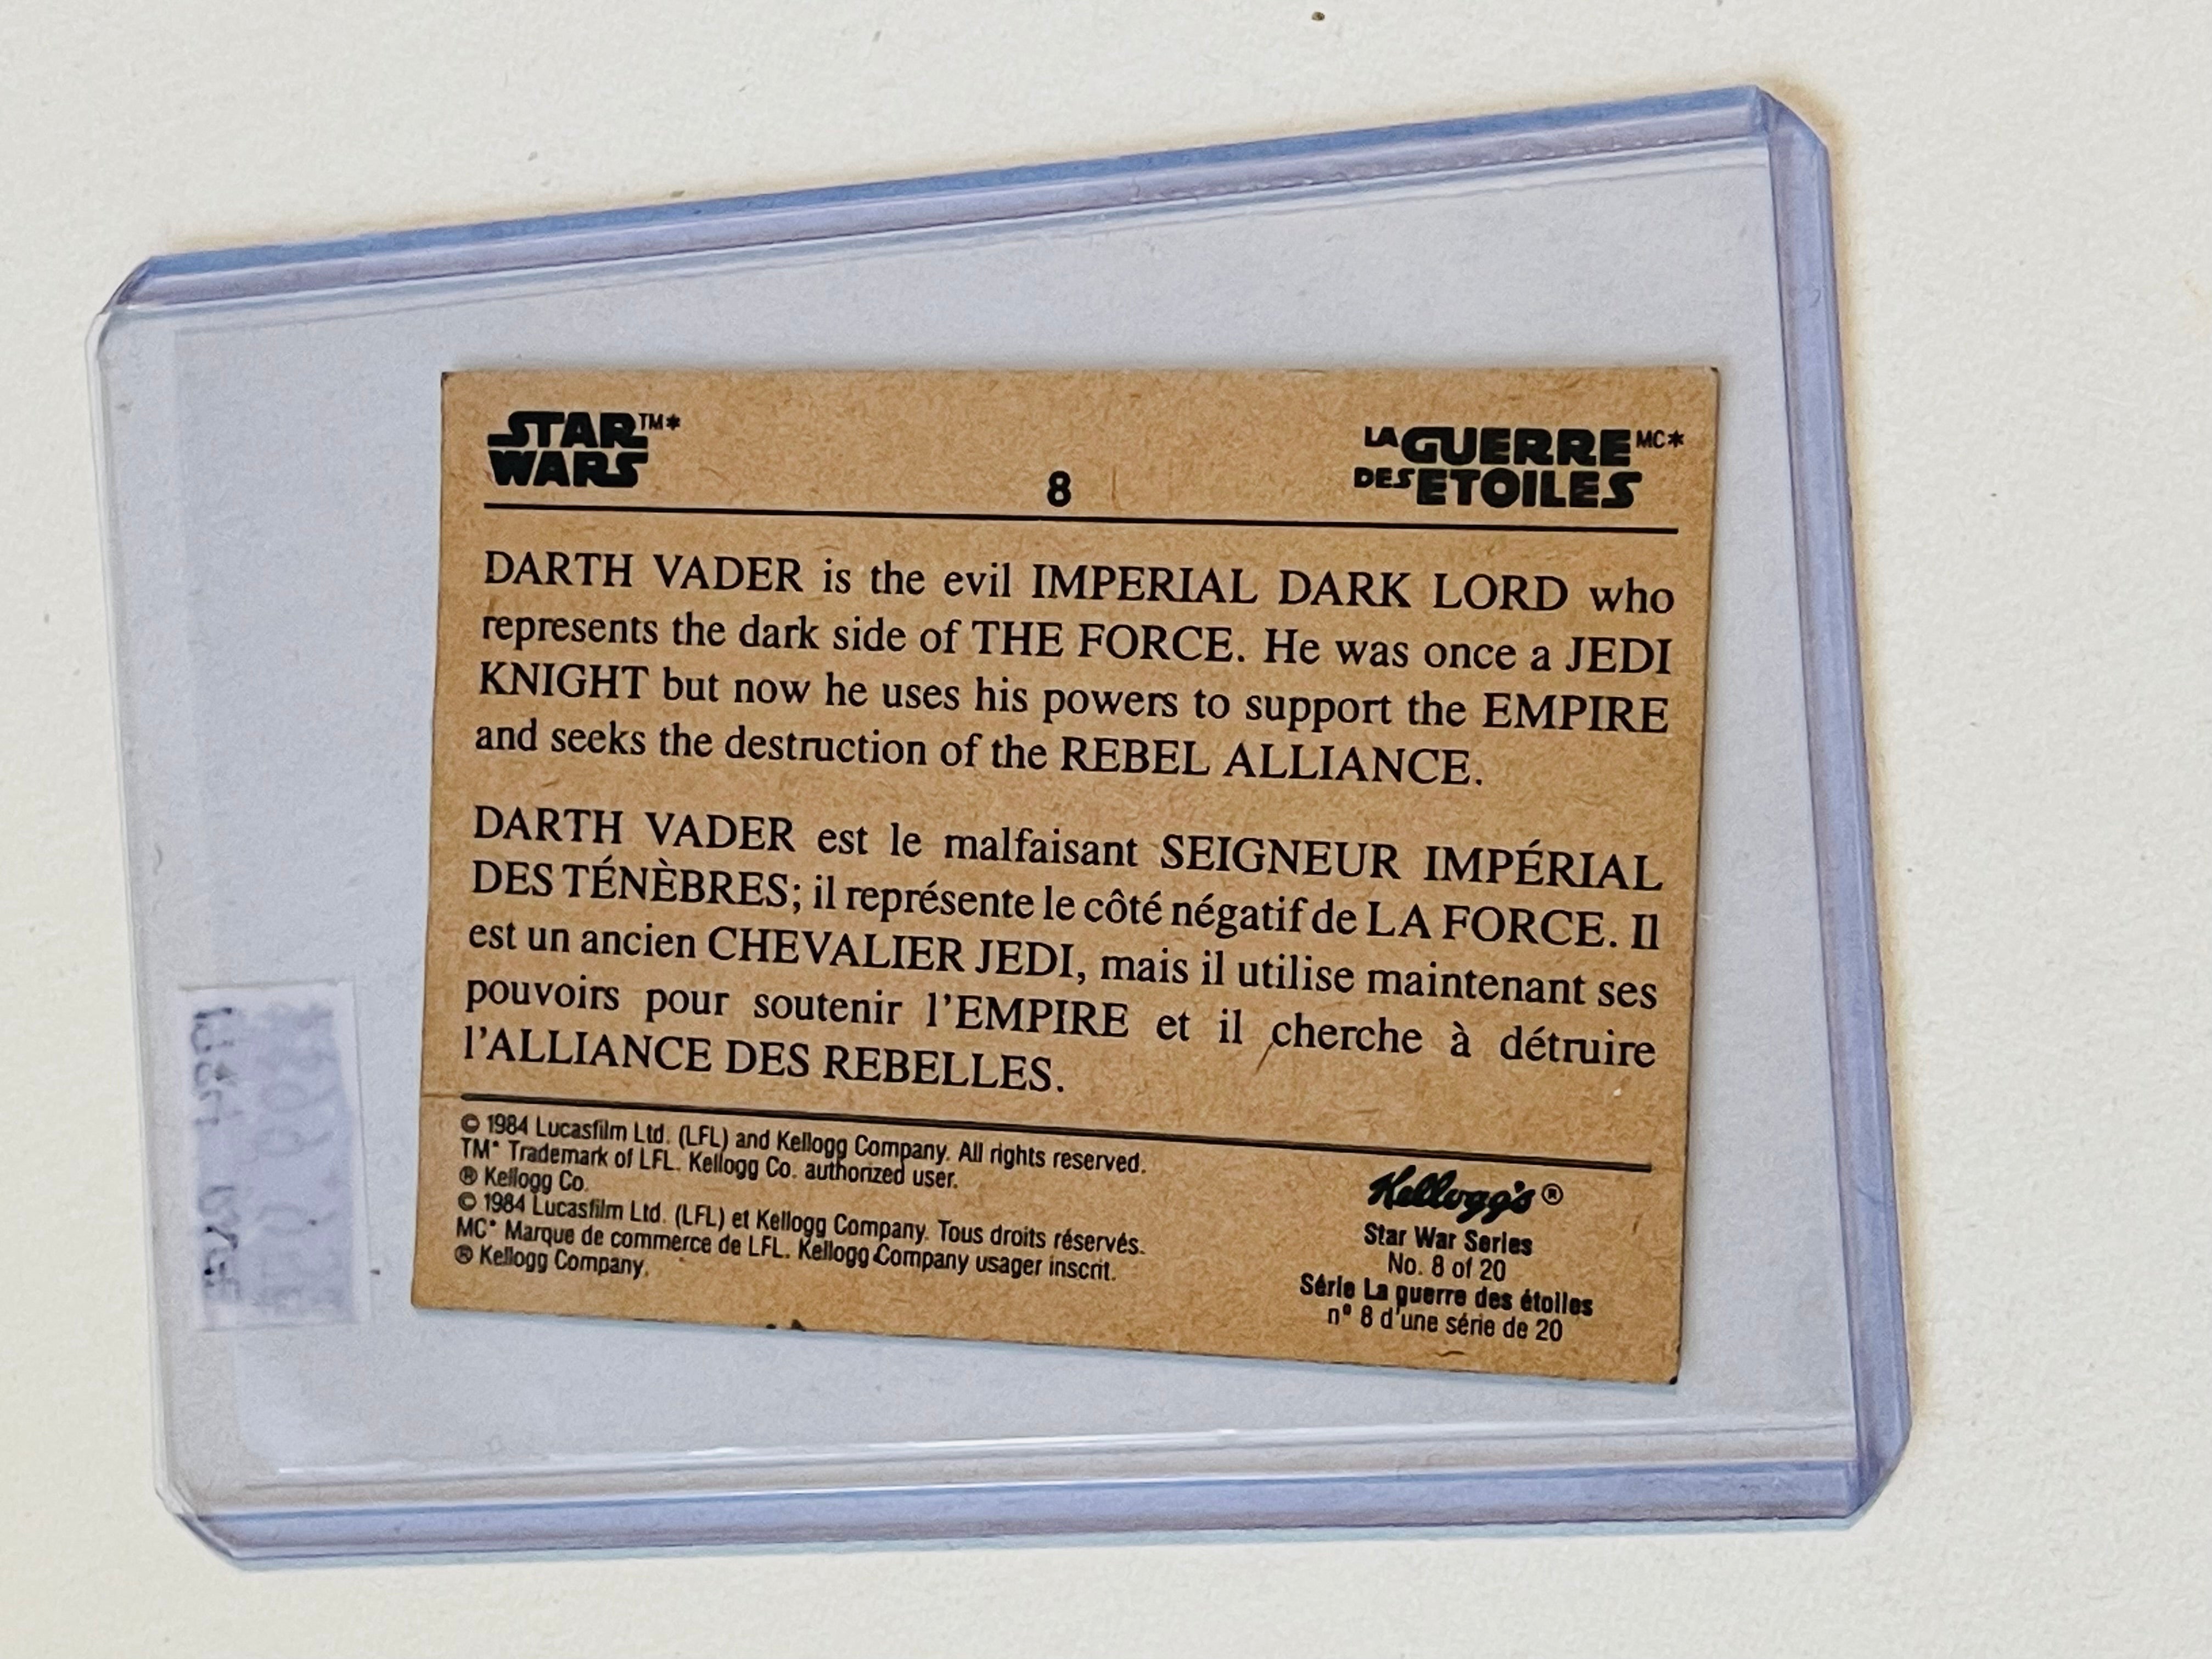 STAR TM*
WARS
8
LA GUERRE MC*
DES ETOILES
DARTH VADER is the evil IMPERIAL DARK LORD who
represents the dark side of THE FORCE. He was once a JEDI
KNIGHT but now he uses his powers to support the EMPIRE
and seeks the destruction of the REBEL ALLIANCE.
DARTH VADER est le malfaisant SEIGNEUR IMPÉRIAL
DES TÉNÈBRES; il représente le côté négatif de LA FORCE. Il
est un ancien CHEVALIER JEDI, mais il utilise maintenant ses
pouvoirs pour soutenir l'EMPIRE et il cherche à détruire
l'ALLIANCE DES REBELLES.
© 1984 Lucasfilm Ltd. (LFL) and Kellogg Company. All rights reserved.
TM* Trademark of LFL. Kellogg Co. authorized user.
® Kellogg Co.
© 1984 Lucasfilm Ltd. (LFL) et Kellogg Company. Tous droits réservés.
MC* Marque de commerce de LFL. Kellogg Company usager inscrit.
® Kellogg Company.
Kellogg's ®
Star War Series
No. 8 of 20
Série La guerre des étoiles
nº 8 d'une série de 20